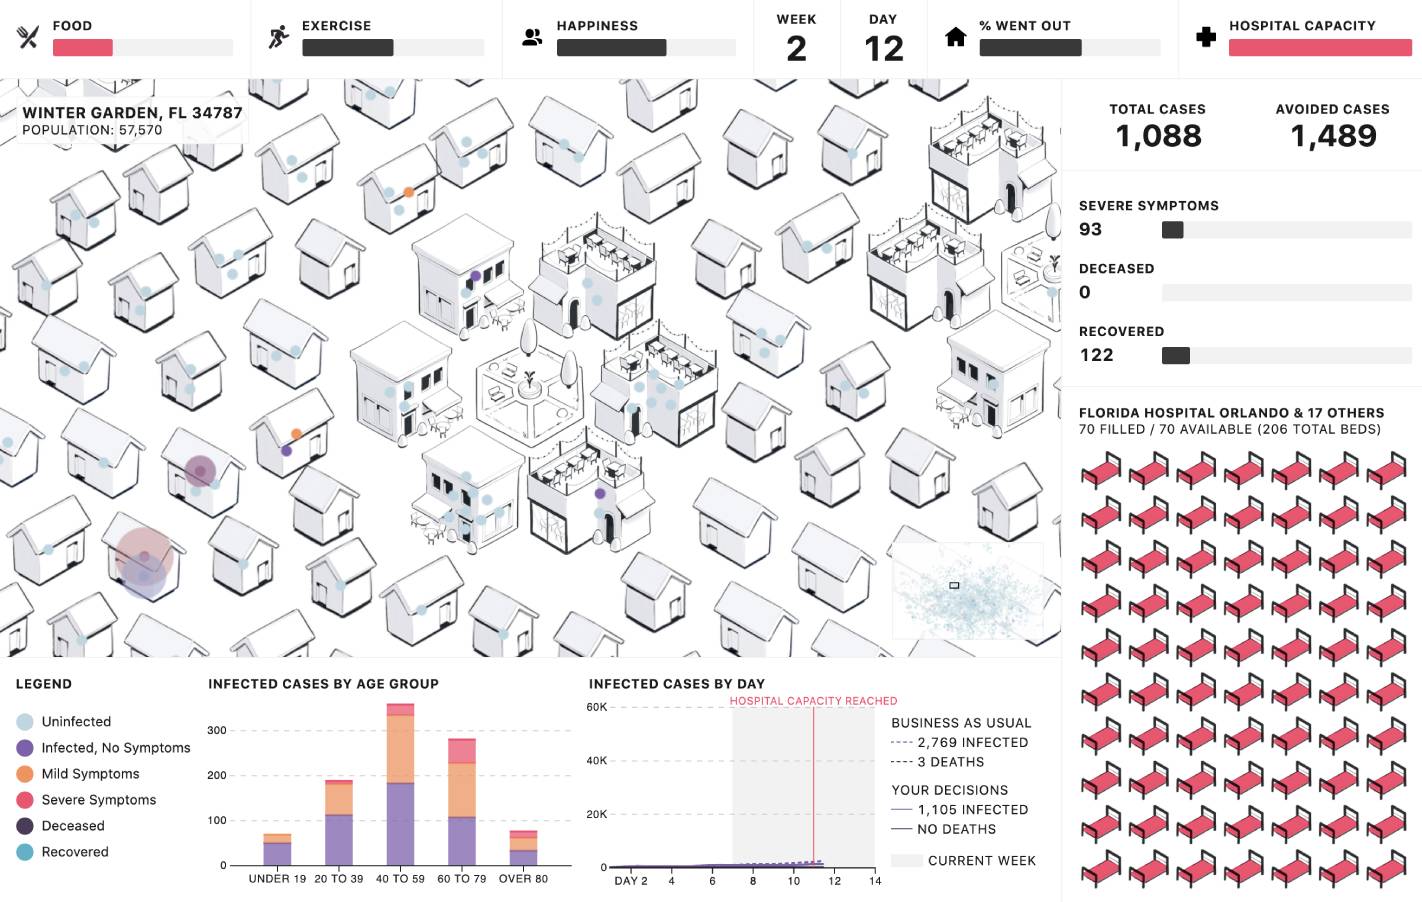 FOOD
EXERCISE
HAPPINESS
WEEK
2
DAY
12
% WENT OUT
HOSPITAL CAPACITY
WINTER GARDEN, FL 34787
POPULATION: 57,570
TOTAL CASES
1,088
AVOIDED CASES
1,489
SEVERE SYMPTOMS
93
DECEASED
0
RECOVERED
122
FLORIDA HOSPITAL ORLANDO & 17 OTHERS
70 FILLED / 70 AVAILABLE (206 TOTAL BEDS)
LEGEND
Uninfected
Infected, No Symptoms
Mild Symptoms
Severe Symptoms
Deceased
Recovered
INFECTED CASES BY AGE GROUP
300
200
100
0
UNDER 19
20 TO 39
40 TO 59
60 TO 79
OVER 80
INFECTED CASES BY DAY
HOSPITAL CAPACITY REACHED
60K
40K
20K
0
DAY 2
4
6
8
10
12
14
BUSINESS AS USUAL
2,769 INFECTED
3 DEATHS
YOUR DECISIONS
1,105 INFECTED
NO DEATHS
CURRENT WEEK